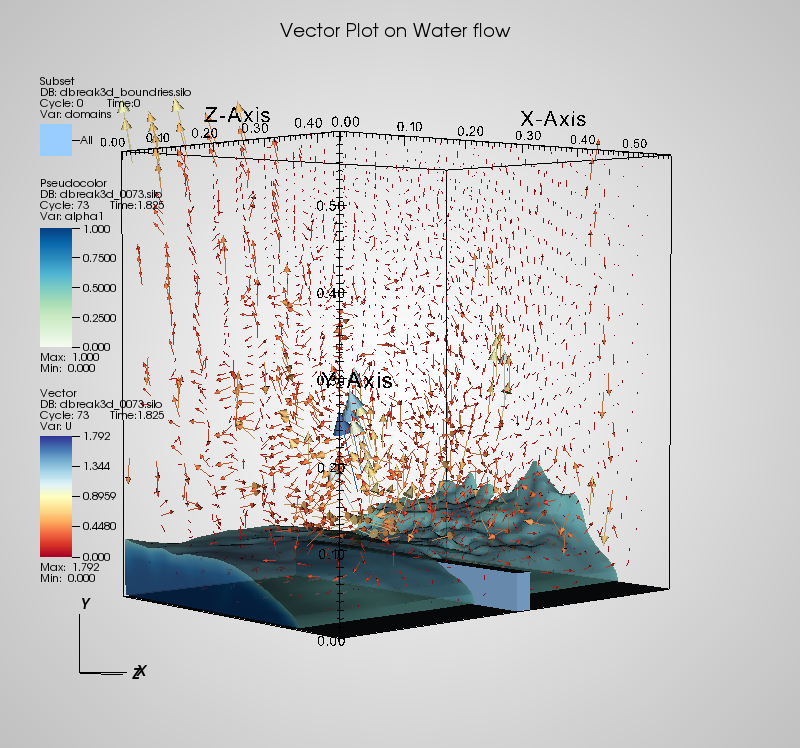 Vector Plot on Water flow
Subset
DB: dbreak3d_boundries.silo
Cycle: 0 Time:0
Var: domains
All
Pseudocolor
DB: dbreak3d_0073.silo
Cycle: 73 Time:1.825
Var: alpha1
1.000
0.7500
0.5000
0.2500
0.000
Max: 1.000
Min: 0.000
Vector
DB: dbreak3d_0073.silo
Cycle: 73 Time:1.825
Var: U
1.792
1.344
0.8959
0.4480
0.000
Max: 1.792
Min: 0.000
Z-Axis
0.00 0.10 0.20 0.30 0.40
X-Axis
0.00 0.10 0.20 0.30 0.40 0.50
0.50
0.40
Y-Axis
0.20
0.10
0.00
Y
Z
X